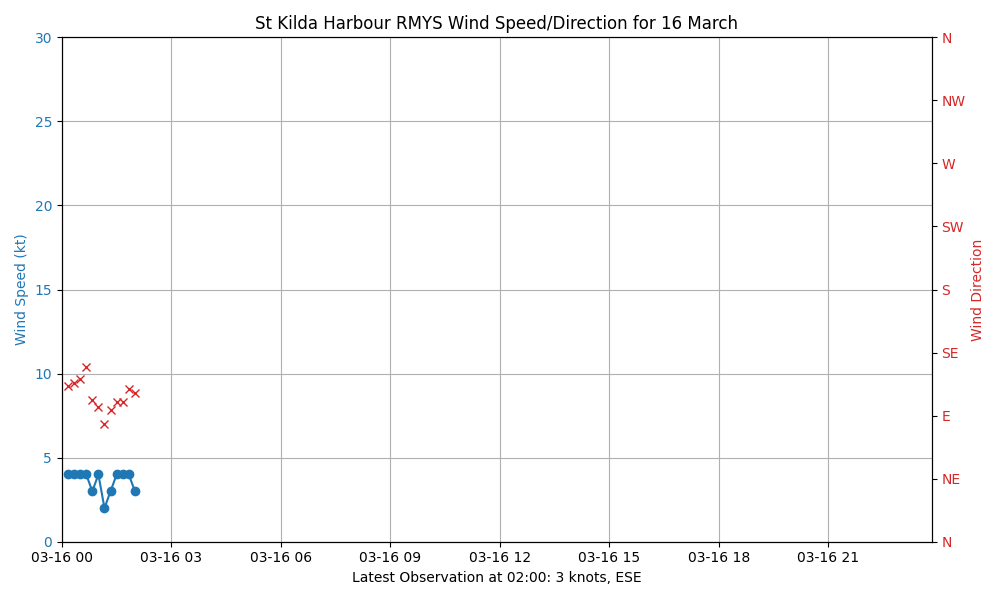 St Kilda Harbour RMYS Wind Speed/Direction for 16 March
Wind Speed (kt)
30
25
20
15
10
5
0
N
NW
W
SW
S
SE
E
NE
N
Wind Direction
03-16 00
03-16 03
03-16 06
03-16 09
03-16 12
03-16 15
03-16 18
03-16 21
Latest Observation at 02:00: 3 knots, ESE